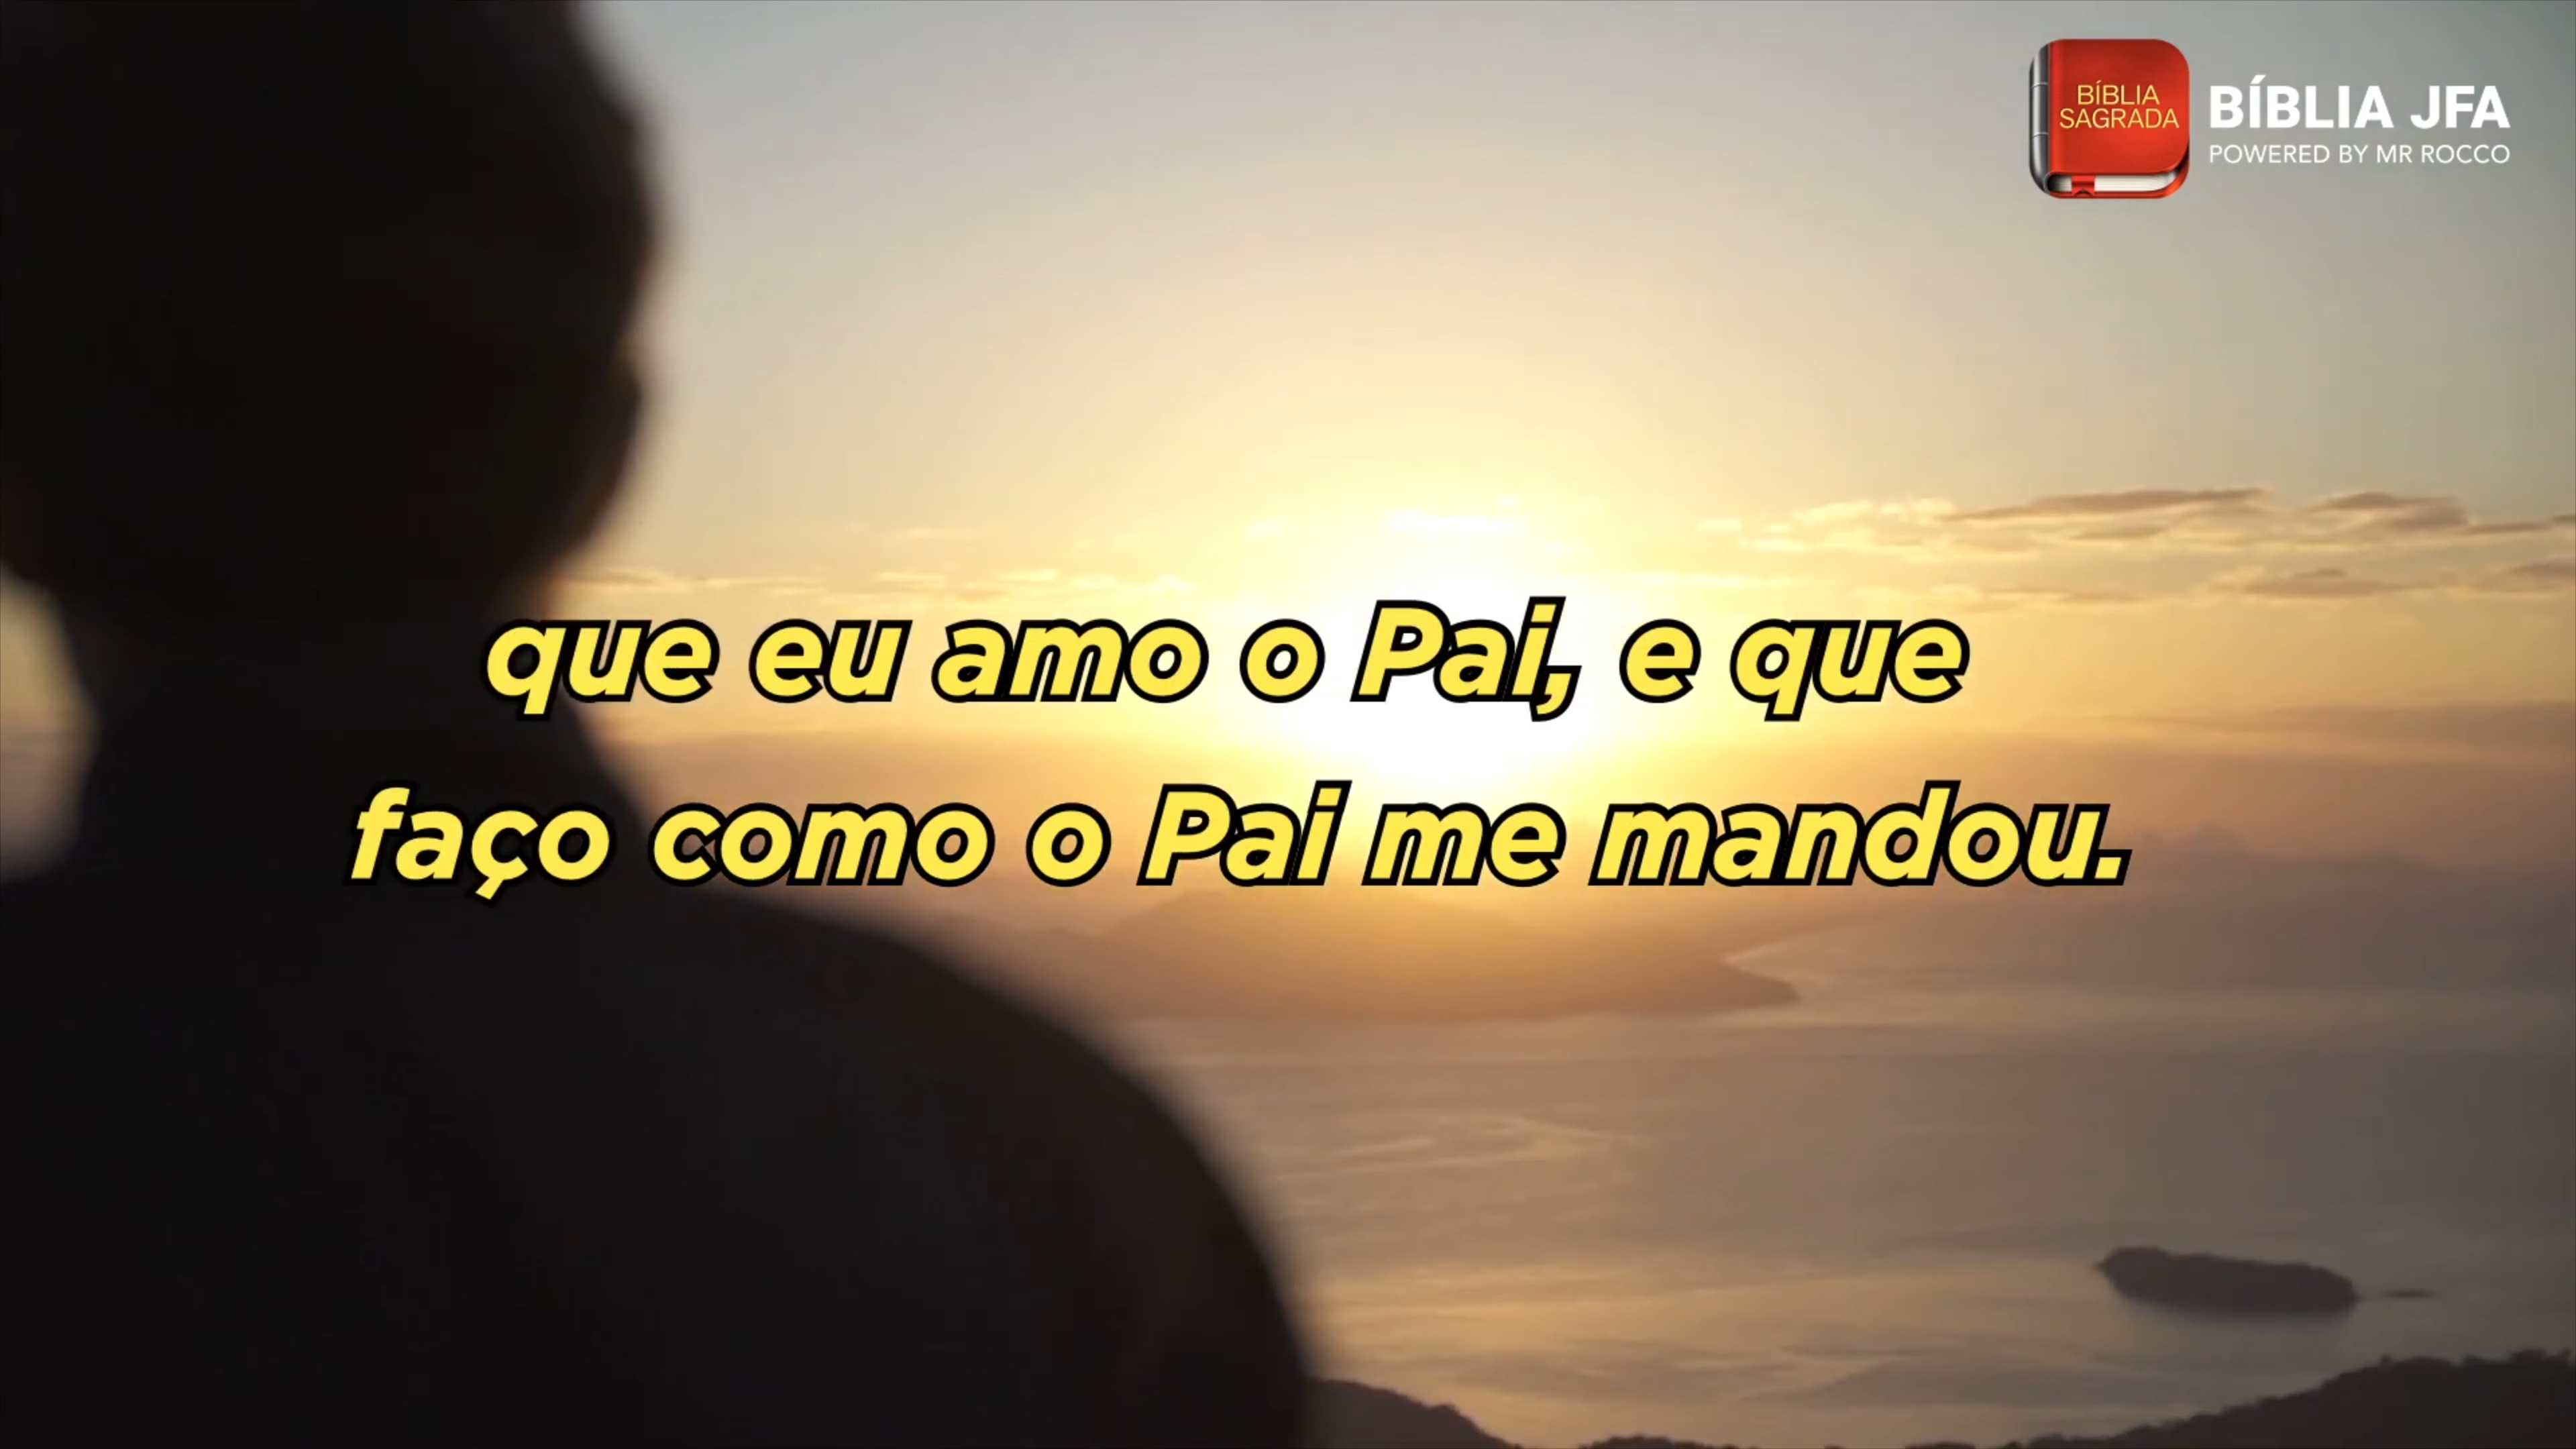 BÍBLIA
SAGRADA
BÍBLIA JFA
POWERED BY MR ROCCO
que eu amo o Pai, e que
faço como o Pai me mandou.